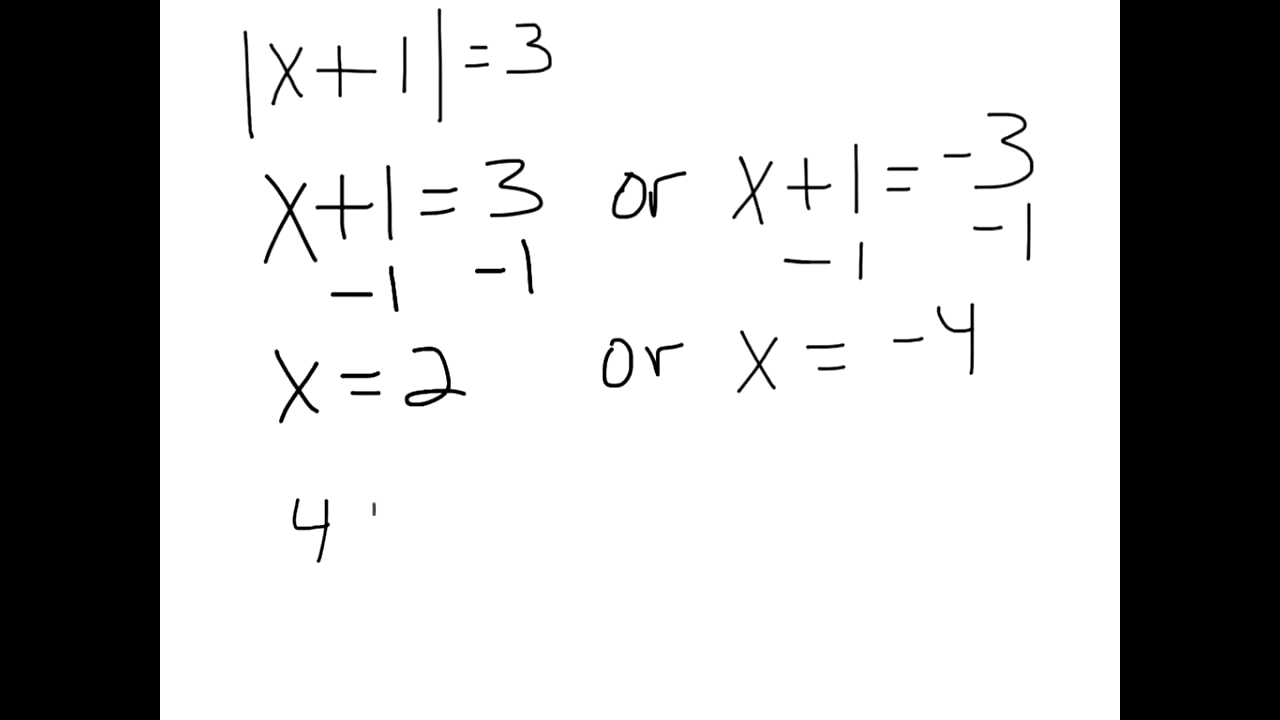 |x+1|=3
x+1=3 or x+1=-3
-1 -1 -1 -1
x=2 or x=-4
4